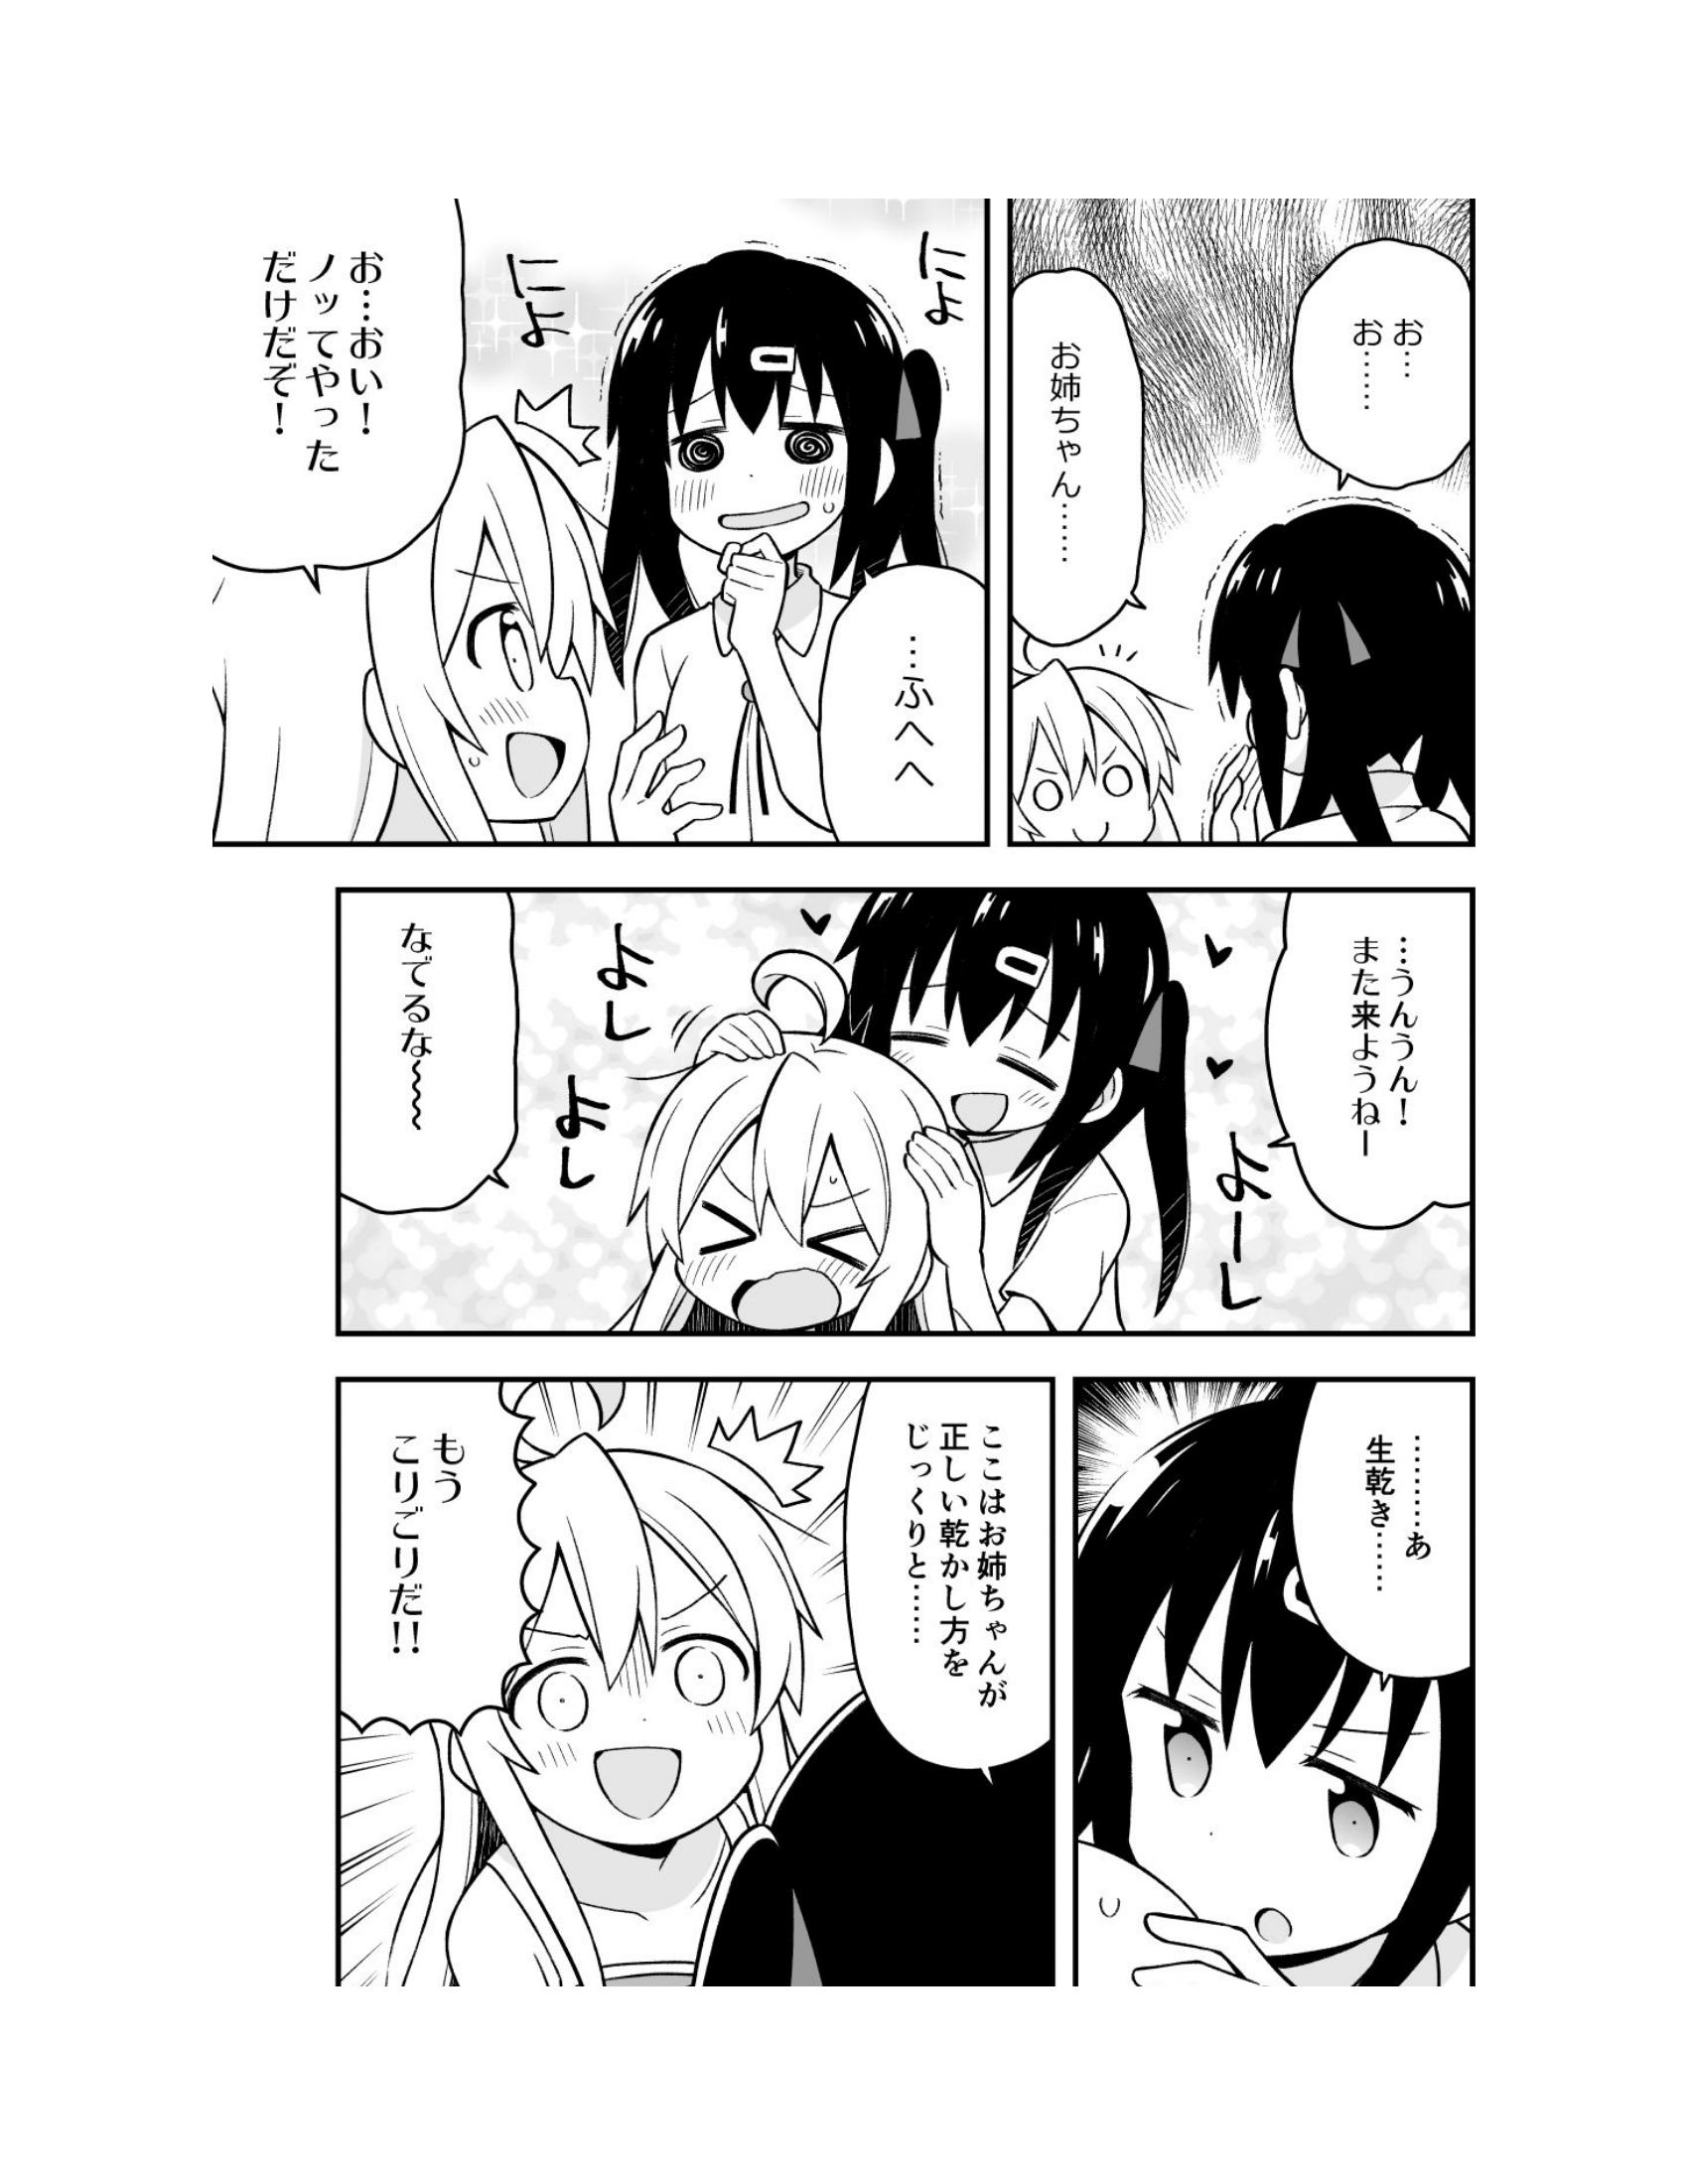 お…
お……
お姉ちゃん……
にょ
にょ
…ふへへ
お…おい！
ノッてやった
だけだぞ！
…うんうん！
また来ようねー
よーし
よし
よし
なでるな～～～
………あ
生乾き……
ここはお姉ちゃんが
正しい乾かし方を
じっくりと……
もう
こりごりだ!!